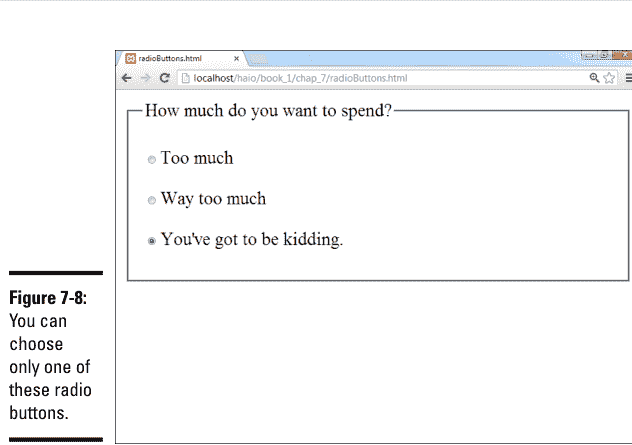 radioButtons.html
localhost/haio/book_1/chap_7/radioButtons.html
How much do you want to spend?
Too much
Way too much
You've got to be kidding.
Figure 7-8:
You can
choose
only one of
these radio
buttons.